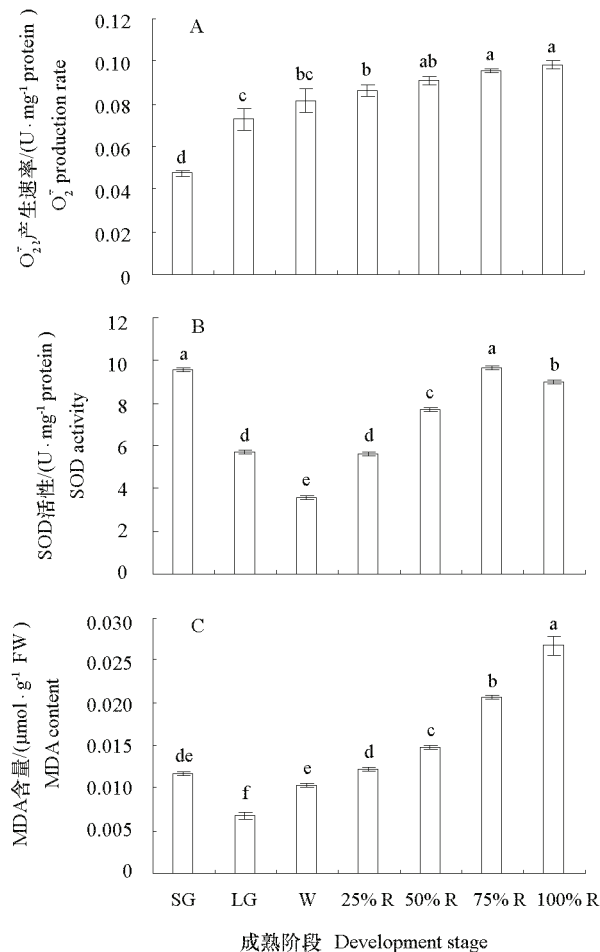 A
O₂⁻·产生速率/(U·mg⁻¹ protein)
O₂⁻ production rate
0.12
0.10
0.08
0.06
0.04
0.02
0
d
c
bc
b
ab
a
a
B
SOD活性/(U·mg⁻¹ protein)
SOD activity
12
10
8
6
4
2
0
a
d
e
d
c
a
b
C
MDA含量/(μmol·g⁻¹ FW)
MDA content
0.030
0.025
0.020
0.015
0.010
0.005
0
de
f
e
d
c
b
a
SG LG W 25% R 50% R 75% R 100% R
成熟阶段 Development stage